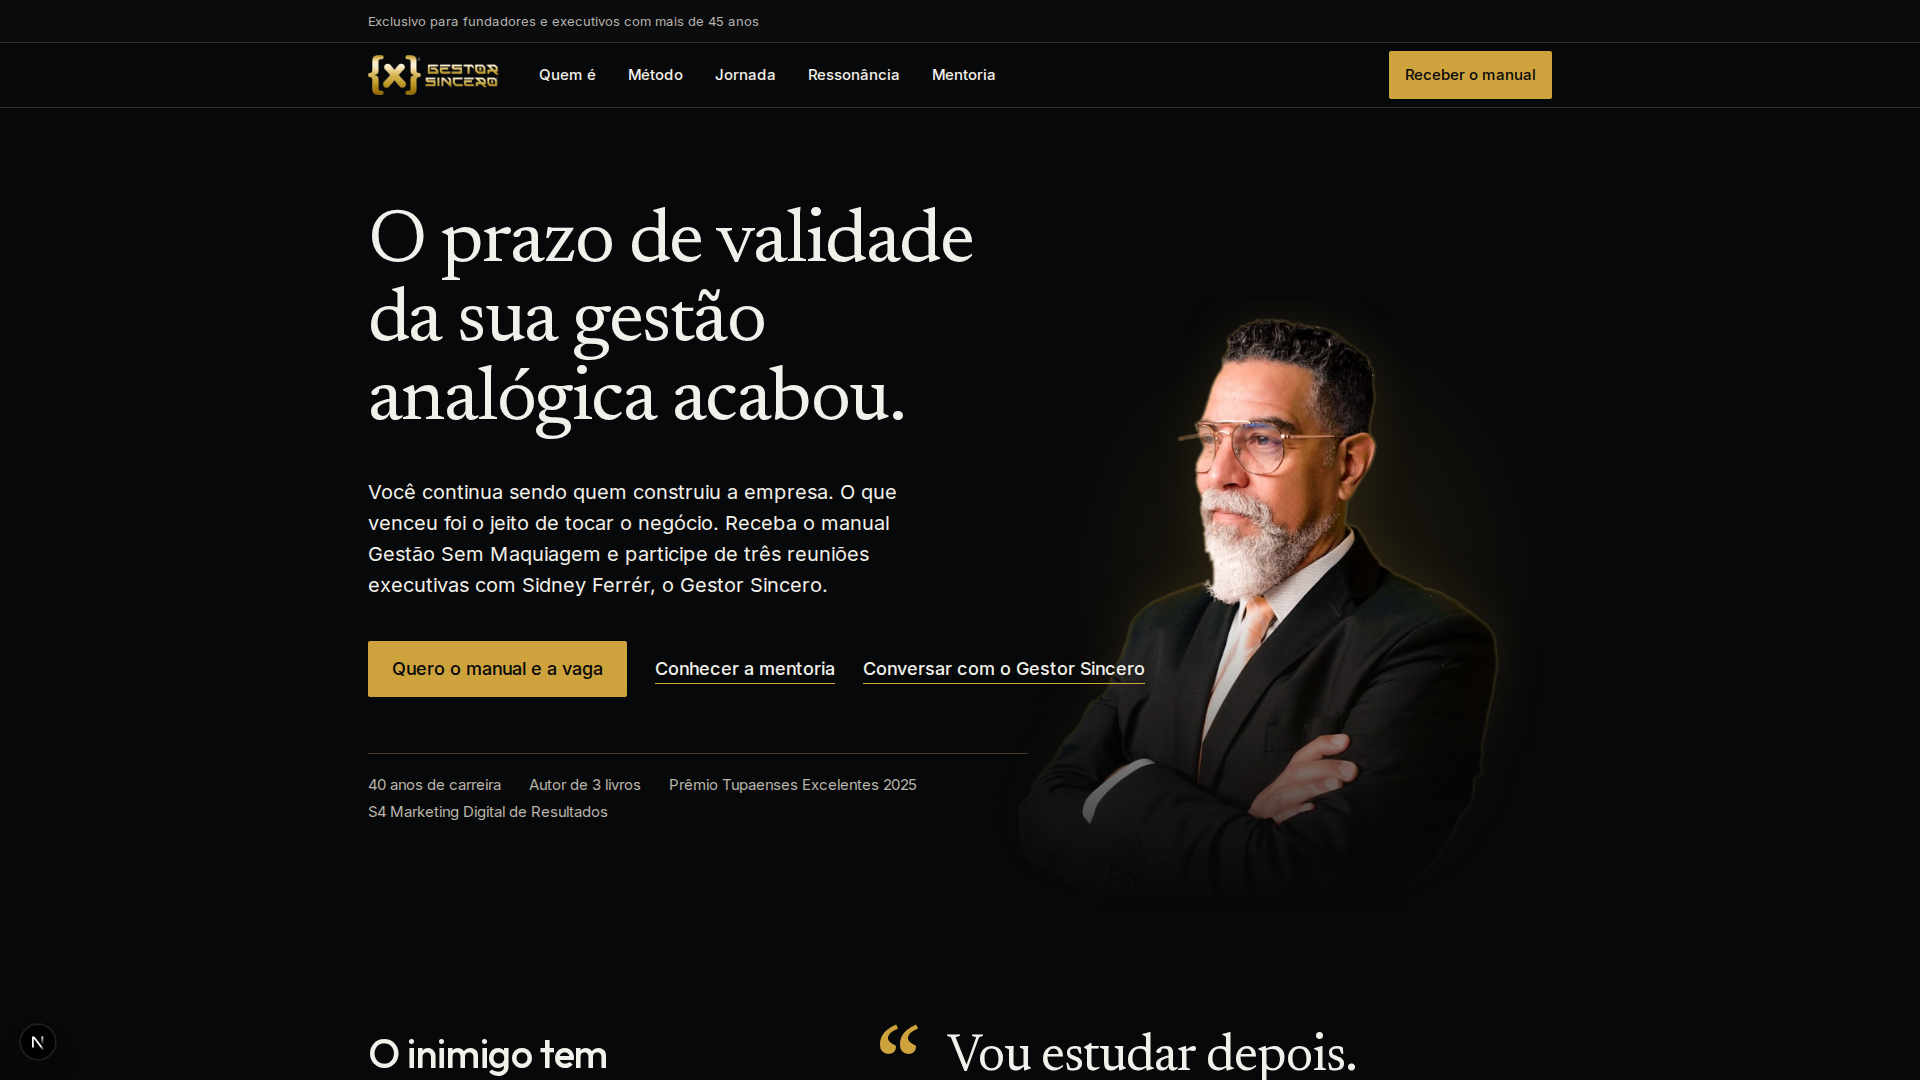 Exclusivo para fundadores e executivos com mais de 45 anos
{x} GESTOR
SINCERO
Quem é
Método
Jornada
Ressonância
Mentoria
Receber o manual
O prazo de validade
da sua gestão
analógica acabou.
Você continua sendo quem construiu a empresa. O que
venceu foi o jeito de tocar o negócio. Receba o manual
Gestão Sem Maquiagem e participe de três reuniões
executivas com Sidney Ferrér, o Gestor Sincero.
Quero o manual e a vaga
Conhecer a mentoria
Conversar com o Gestor Sincero
40 anos de carreira
Autor de 3 livros
Prêmio Tupaenses Excelentes 2025
S4 Marketing Digital de Resultados
N
O inimigo tem
“ Vou estudar depois.